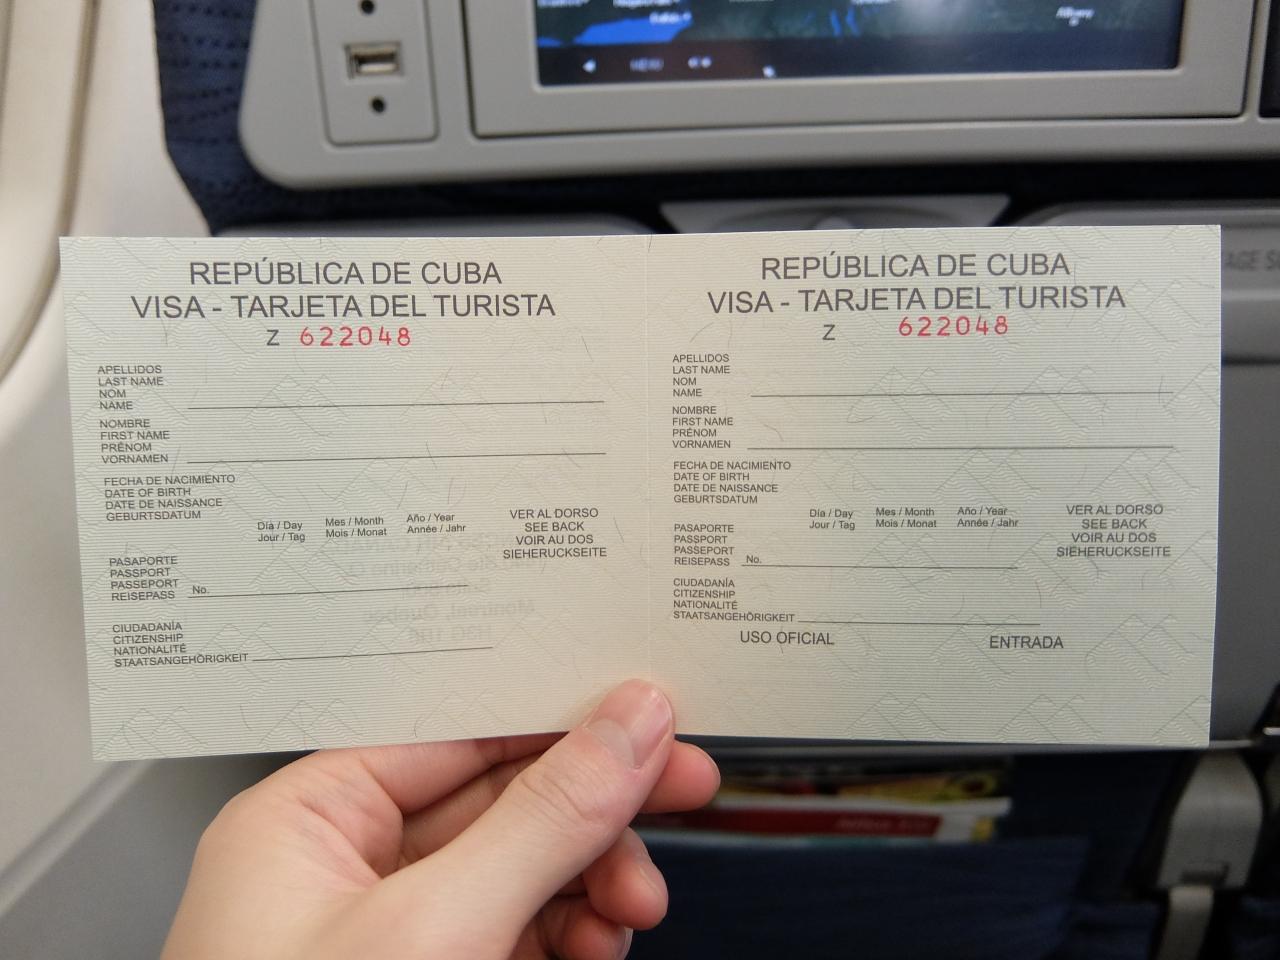 MENU
REPÚBLICA DE CUBA
VISA - TARJETA DEL TURISTA
Z 622048
APELLIDOS
LAST NAME
NOM
NAME
NOMBRE
FIRST NAME
PRÉNOM
VORNAMEN
FECHA DE NACIMIENTO
DATE OF BIRTH
DATE DE NAISSANCE
GEBURTSDATUM
Día / Day
Jour / Tag
Mes / Month
Mois / Monat
Año / Year
Année / Jahr
VER AL DORSO
SEE BACK
VOIR AU DOS
SIEHERUCKSEITE
PASAPORTE
PASSPORT
PASSEPORT
REISEPASS No.
CIUDADANÍA
CITIZENSHIP
NATIONALITÉ
STAATSANGEHÖRIGKEIT
REPÚBLICA DE CUBA
VISA - TARJETA DEL TURISTA
Z 622048
APELLIDOS
LAST NAME
NOM
NAME
NOMBRE
FIRST NAME
PRÉNOM
VORNAMEN
FECHA DE NACIMIENTO
DATE OF BIRTH
DATE DE NAISSANCE
GEBURTSDATUM
Día / Day
Jour / Tag
Mes / Month
Mois / Monat
Año / Year
Année / Jahr
VER AL DORSO
SEE BACK
VOIR AU DOS
SIEHERUCKSEITE
PASAPORTE
PASSPORT
PASSEPORT
REISEPASS No.
CIUDADANÍA
CITIZENSHIP
NATIONALITÉ
STAATSANGEHÖRIGKEIT
USO OFICIAL
ENTRADA